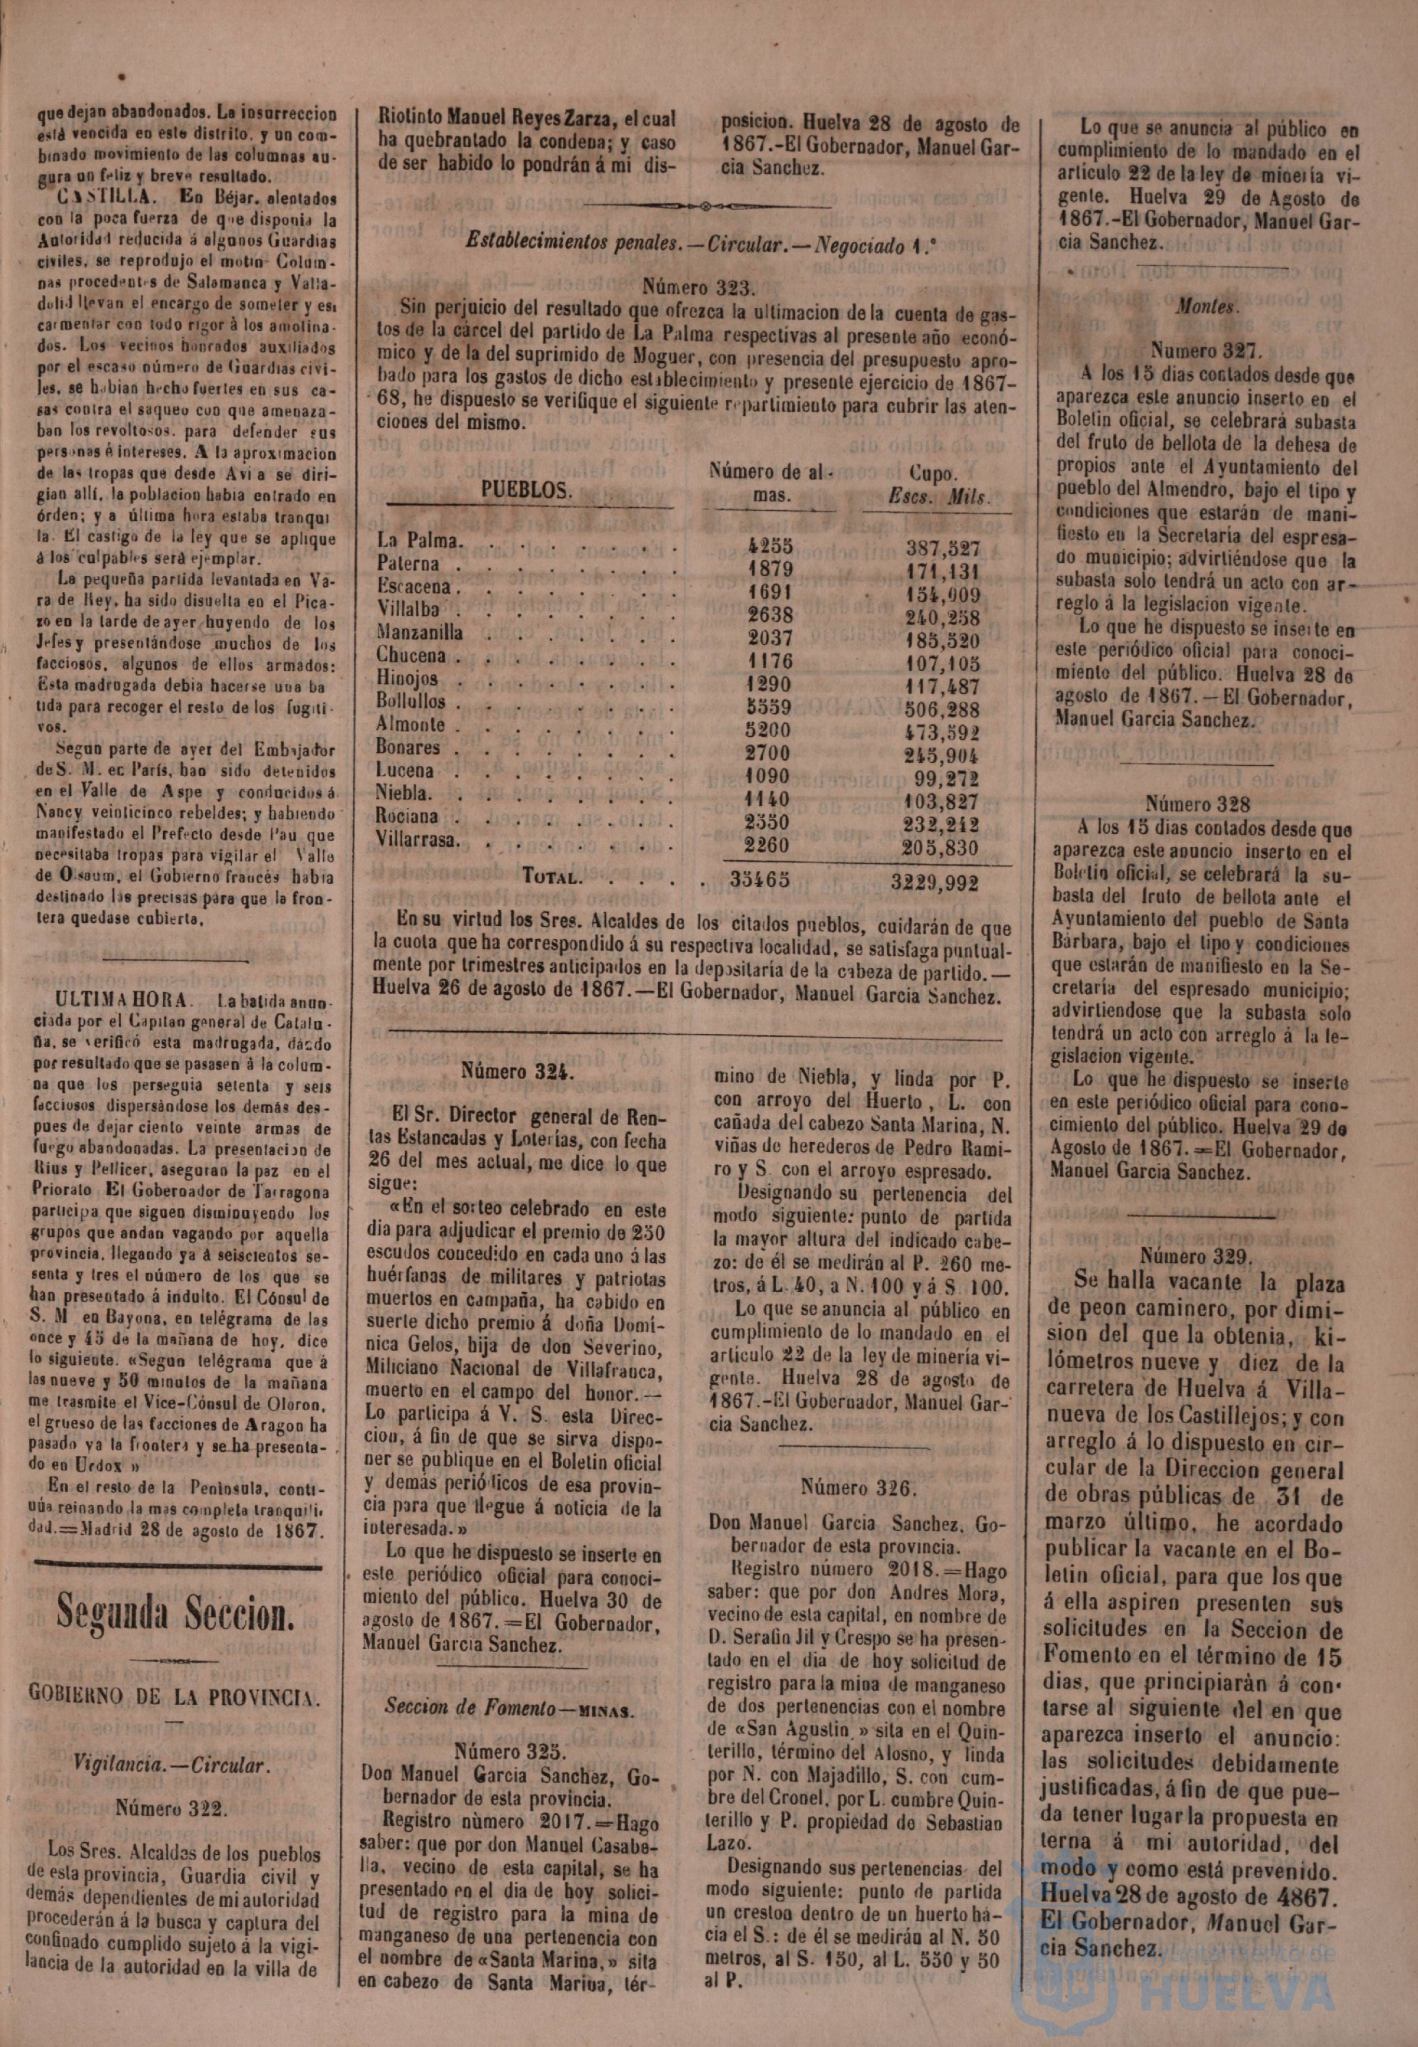 que dejan abandonados. La insurreccion
está vencida en este distrito, y un com-
binado movimiento de las columnas au-
gura un feliz y breve resultado.
CASTILLA. En Béjar, alentados
con la poca fuerza de que disponia la
Autoridad reducida á algunos Guardias
civiles, se reprodujo el motin. Colum-
nas procedentes de Salamanca y Valla-
dolid llevan el encargo de someter y es-
carmentar con todo rigor à los amotina-
dos. Los vecinos honrados auxiliados
por el escaso número de Guardias civi-
les, se habian hecho fuertes en sus ca-
sas contra el saqueo con que amenaza-
ban los revoltosos, para defender sus
personas é intereses. A la aproximacion
de las tropas que desde Avi a se diri-
gian allí, la poblacion habia entrado en
órden; y a última hora estaba tranqui
la. El castigo de la ley que se aplique
á los culpables será ejemplar.
La pequeña partida levantada en Va-
ra de Rey, ha sido disuelta en el Pica-
zo en la tarde de ayer, huyendo de los
Jefes y presentándose muchos de los
facciosos, algunos de ellos armados:
Esta madrugada debia hacerse una ba
tida para recoger el resto de los fugiti-
vos.
Segun parte de ayer del Embajador
de S. M. en París, han sido detenidos
en el Valle de Aspe y conducidos á
Nancy veinticinco rebeldes; y habiendo
manifestado el Prefecto desde Pau que
necesitaba tropas para vigilar el Valle
de Ossaum, el Gobierno francés habia
destinado las precisas para que la fron-
tera quedase cubierta,
ULTIMA HORA. La batida anun-
ciada por el Capitan general de Catalu-
ña, se verificó esta madrugada, dando
por resultado que se pasasen á la colum-
na que los perseguia setenta y seis
facciosos dispersándose los demás des-
pues de dejar ciento veinte armas de
fuego abandonadas. La presentacion de
Rius y Pellicer, aseguran la paz en el
Priorato El Gobernador de Tarragona
participa que siguen disminuyendo los
grupos que andan vagando por aquella
provincia, llegando ya à seiscientos se-
senta y tres el número de los que se
han presentado á indulto. El Cónsul de
S. M en Bayona, en telégrama de las
once y 45 de la mañana de hoy, dice
lo siguiente. «Segun telégrama que á
las nueve y 50 minutos de la mañana
me trasmite el Vice-Cónsul de Oloron,
el grueso de las facciones de Aragon ha
pasado ya la frontera y se ha presenta-
do en Urdox »
En el resto de la Peninsula, conti-
núa reinando la mas completa tranquili-
dad.=Madrid 28 de agosto de 1867.
Segunda Seccion.
GOBIERNO DE LA PROVINCIA.
Vigilancia.—Circular.
Número 322.
Los Sres. Alcaldes de los pueblos
de esta provincia, Guardia civil y
demás dependientes de mi autoridad
procederán á la busca y captura del
confinado cumplido sujeto á la vigi-
lancia de la autoridad en la villa de
Riotinto Manuel Reyes Zarza, el cual
ha quebrantado la condena; y caso
de ser habido lo pondrán á mi dis-
posicion. Huelva 28 de agosto de
1867.-El Gobernador, Manuel Gar-
cia Sanchez.
Establecimientos penales.—Circular.—Negociado 1.°
Número 323.
Sin perjuicio del resultado que ofrezca la ultimacion de la cuenta de gas-
tos de la càrcel del partido de La Palma respectivas al presente año econó-
mico y de la del suprimido de Moguer, con presencia del presupuesto apro-
bado para los gastos de dicho establecimiento y presente ejercicio de 1867-
68, he dispuesto se verifique el siguiente repartimiento para cubrir las aten-
ciones del mismo.
PUEBLOS. Número de al- mas. Cupo. Escs. Mils.
La Palma. 4255 387,527
Paterna 1879 171,131
Escacena. 1691 154,009
Villalba 2638 240,258
Manzanilla 2037 185,520
Chucena 1176 107,105
Hinojos 1290 117,487
Bollullos 5559 506,288
Almonte 5200 473,592
Bonares 2700 245,904
Lucena 1090 99,272
Niebla. 1140 103,827
Rociana 2550 232,242
Villarrasa. 2260 205,830
TOTAL. 35465 3229,992
En su virtud los Sres. Alcaldes de los citados pueblos, cuidarán de que
la cuota que ha correspondido á su respectiva localidad, se satisfaga puntual-
mente por trimestres anticipados en la depositaría de la cabeza de partido.—
Huelva 26 de agosto de 1867.—El Gobernador, Manuel Garcia Sanchez.
Número 324.
El Sr. Director general de Ren-
tas Estancadas y Loterías, con fecha
26 del mes actual, me dice lo que
sigue:
«En el sorteo celebrado en este
dia para adjudicar el premio de 250
escudos concedido en cada uno á las
huérfanas de militares y patriotas
muertos en campaña, ha cabido en
suerte dicho premio á doña Domí-
nica Gelos, hija de don Severino,
Miliciano Nacional de Villafranca,
muerto en el campo del honor.—
Lo participa á V. S. esta Direc-
cion, á fin de que se sirva dispo-
ner se publique en el Boletin oficial
y demás periódicos de esa provin-
cia para que llegue á noticia de la
interesada.»
Lo que he dispuesto se inserte en
este periódico oficial para conoci-
miento del público. Huelva 30 de
agosto de 1867.=El Gobernador,
Manuel Garcia Sanchez.
Seccion de Fomento—MINAS.
Número 325.
Don Manuel Garcia Sanchez, Go-
bernador de esta provincia.
Registro nùmero 2017.=Hago
saber: que por don Manuel Casabe-
lla, vecino de esta capital, se ha
presentado en el dia de hoy solici-
tud de registro para la mina de
manganeso de una pertenencia con
el nombre de «Santa Marina,» sita
en cabezo de Santa Marina, tér-
mino de Niebla, y linda por P.
con arroyo del Huerto, L. con
cañada del cabezo Santa Marina, N.
viñas de herederos de Pedro Rami-
ro y S. con el arroyo espresado.
Designando su pertenencia del
modo siguiente: punto de partida
la mayor altura del indicado cabe-
zo: de él se medirán al P. 260 me-
tros, á L. 40, a N. 100 y á S. 100.
Lo que se anuncia al público en
cumplimiento de lo mandado en el
artículo 22 de la ley de minería vi-
gente. Huelva 28 de agosto de
1867.-El Gobernador, Manuel Gar-
cia Sanchez.
Número 326.
Don Manuel Garcia Sanchez, Go-
bernador de esta provincia.
Registro número 2018.=Hago
saber: que por don Andrés Mora,
vecino de esta capital, en nombre de
D. Serafin Jil y Crespo se ha presen-
tado en el dia de hoy solicitud de
registro para la mina de manganeso
de dos pertenencias con el nombre
de «San Agustin,» sita en el Quin-
terillo, término del Alosno, y linda
por N. con Majadillo, S. con cum-
bre del Cronel, por L. cumbre Quin-
terillo y P. propiedad de Sebastian
Lazo.
Designando sus pertenencias del
modo siguiente: punto de partida
un creston dentro de un huerto há-
cia el S.: de él se medirán al N. 50
metros, al S. 150, al L. 550 y 50
al P.
Lo que se anuncia al público en
cumplimiento de lo mandado en el
articulo 22 de la ley de minería vi-
gente. Huelva 29 de Agosto de
1867.-El Gobernador, Manuel Gar-
cia Sanchez.
Montes.
Numero 327.
A los 15 dias contados desde que
aparezca este anuncio inserto en el
Boletin oficial, se celebrará subasta
del fruto de bellota de la dehesa de
propios ante el Ayuntamiento del
pueblo del Almendro, bajo el tipo y
condiciones que estarán de mani-
fiesto en la Secretaría del espresa-
do municipio; advirtiéndose que la
subasta solo tendrá un acto con ar-
reglo á la legislacion vigente.
Lo que he dispuesto se inserte en
este periódico oficial para conoci-
miento del público. Huelva 28 de
agosto de 1867.—El Gobernador,
Manuel Garcia Sanchez.
Número 328
A los 15 dias contados desde que
aparezca este anuncio inserto en el
Boletin oficial, se celebrará la su-
basta del fruto de bellota ante el
Ayuntamiento del pueblo de Santa
Bárbara, bajo el tipo y condiciones
que estarán de manifiesto en la Se-
cretaría del espresado municipio;
advirtiendose que la subasta solo
tendrá un acto con arreglo á la le-
gislacion vigente.
Lo que he dispuesto se inserte
en este periódico oficial para cono-
cimiento del público. Huelva 29 de
Agosto de 1867.=El Gobernador,
Manuel Garcia Sanchez.
Número 329.
Se halla vacante la plaza
de peon caminero, por dimi-
sion del que la obtenia, ki-
lómetros nueve y diez de la
carretera de Huelva á Villa-
nueva de los Castillejos; y con
arreglo á lo dispuesto en cir-
cular de la Direccion general
de obras públicas de 31 de
marzo último, he acordado
publicar la vacante en el Bo-
letin oficial, para que los que
á ella aspiren presenten sus
solicitudes en la Seccion de
Fomento en el término de 15
dias, que principiaràn á con-
tarse al siguiente del en que
aparezca inserto el anuncio:
las solicitudes debidamente
justificadas, á fin de que pue-
da tener lugar la propuesta en
terna á mi autoridad, del
modo y como está prevenido.
Huelva 28 de agosto de 4867.
El Gobernador, Manuel Gar-
cia Sanchez.
HUELVA